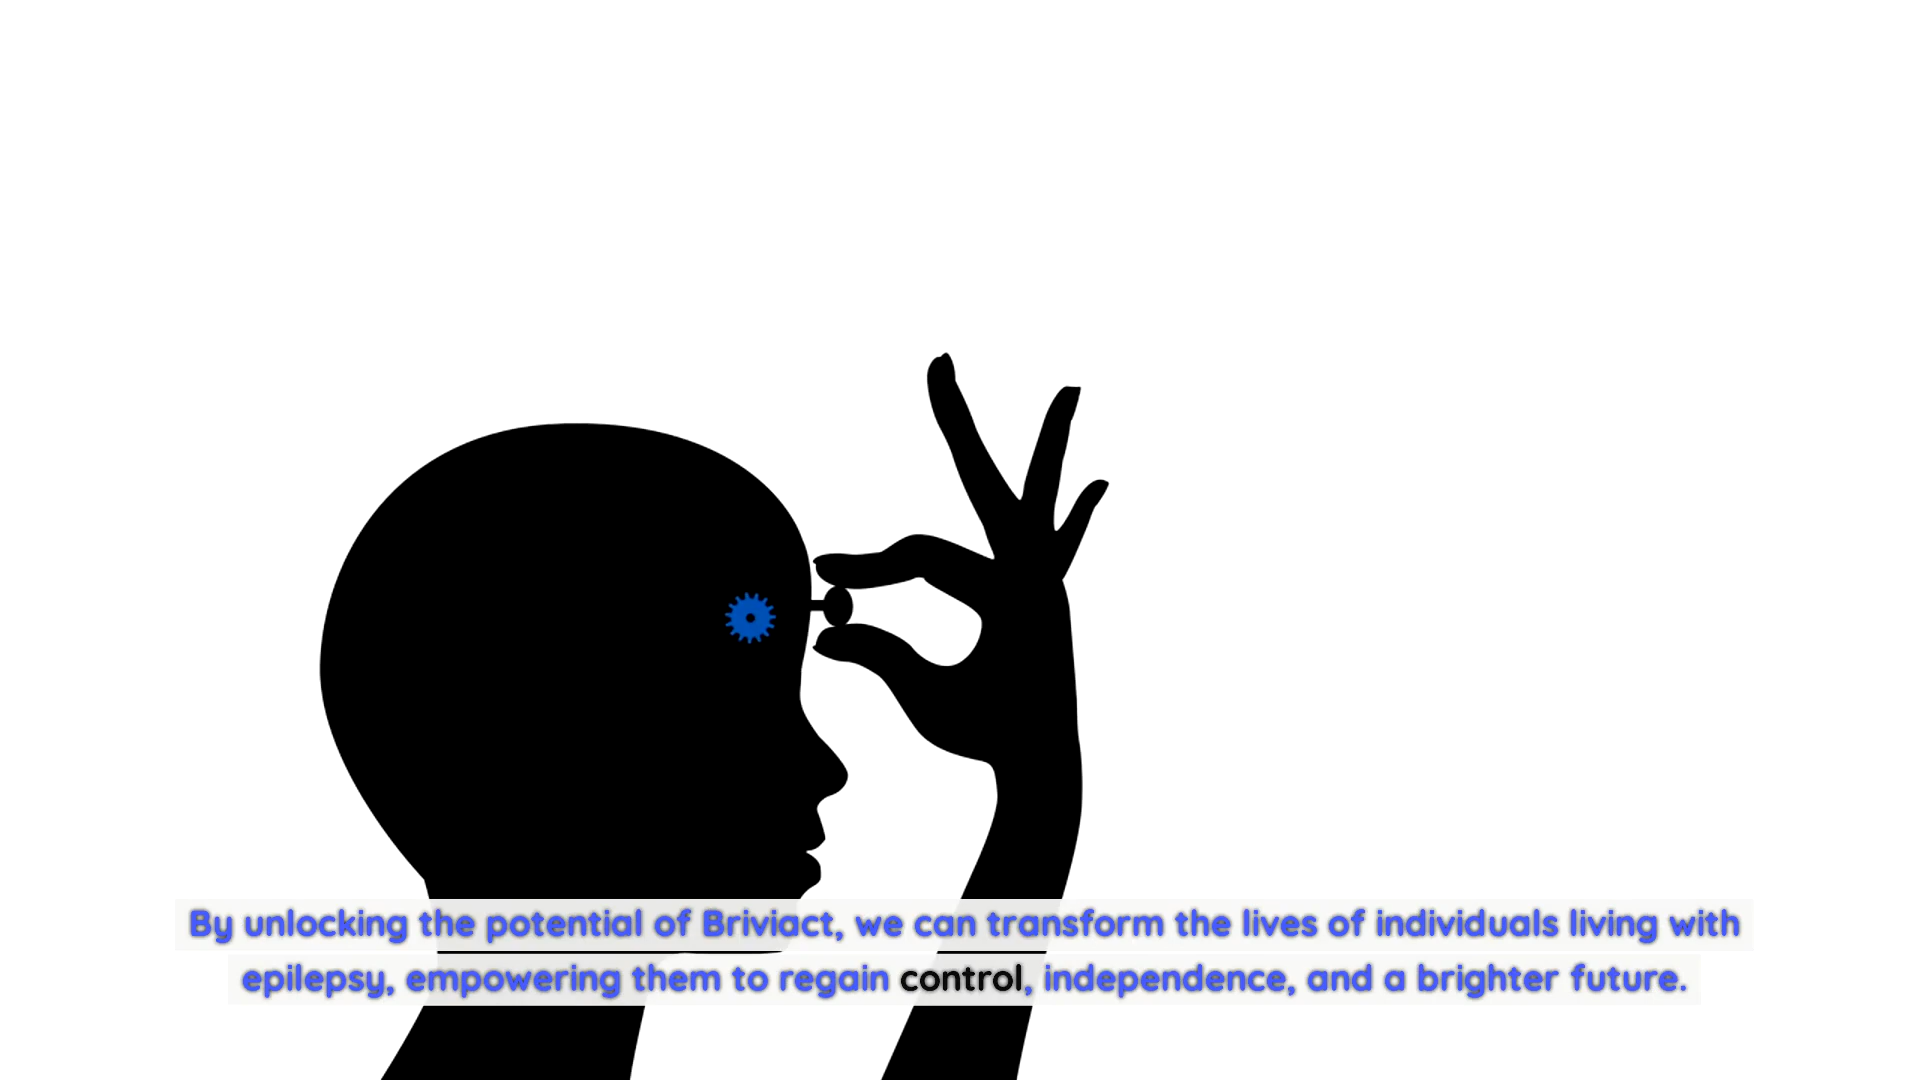 By unlocking the potential of Briviact, we can transform the lives of individuals living with
epilepsy, empowering them to regain control, independence, and a brighter future.